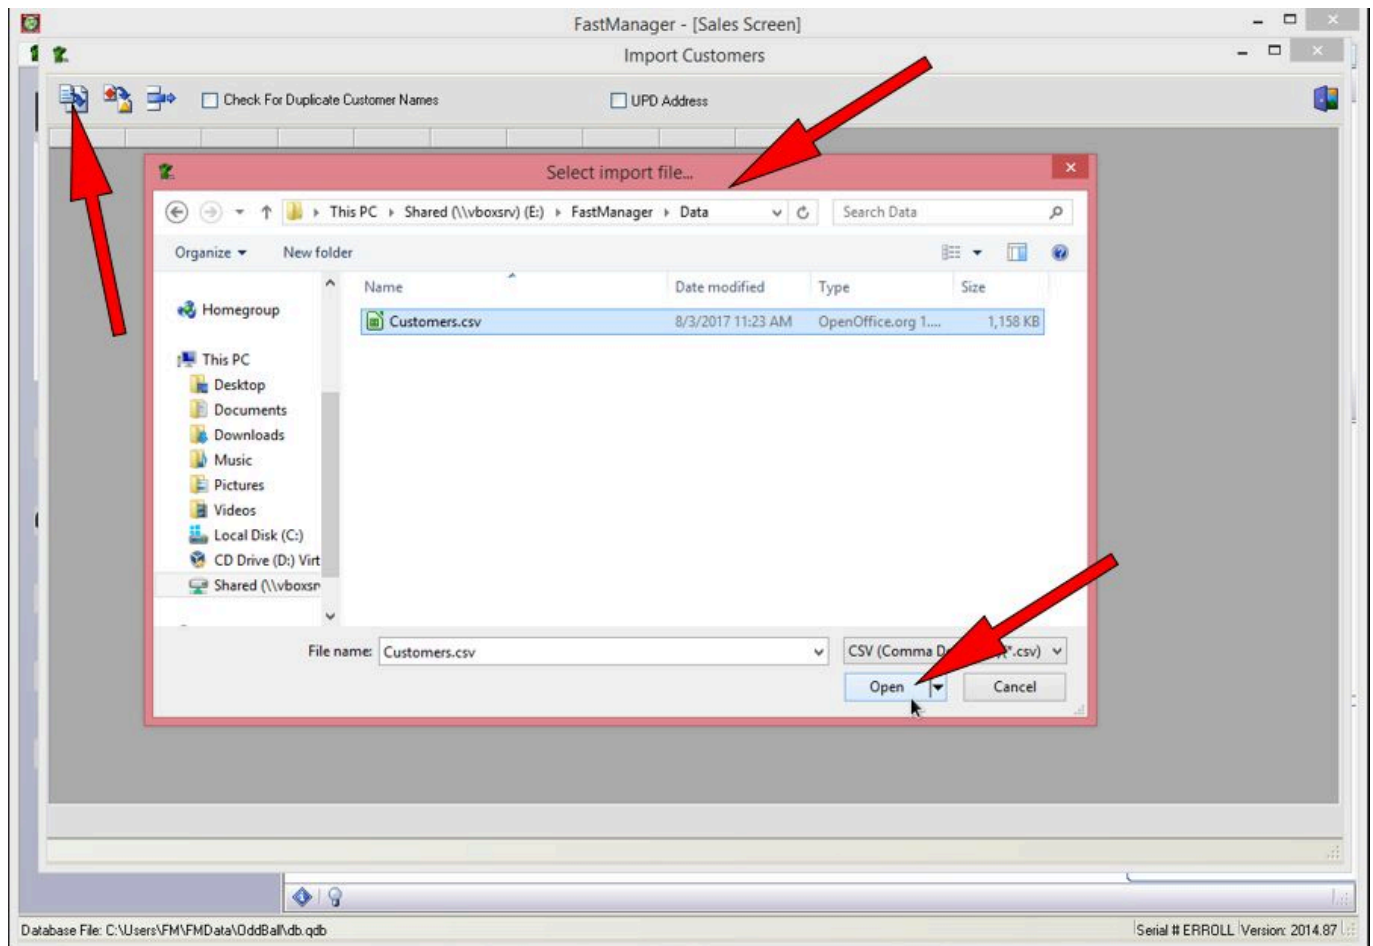 FastManager - [Sales Screen]
Import Customers
Check For Duplicate Customer Names
UPD Address
Select import file...
This PC Shared (\\vboxsrv) (E:) FastManager Data
Search Data
Organize
New folder
Name
Date modified
Type
Size
Homegroup
Customers.csv
8/3/2017 11:23 AM
OpenOffice.org 1....
1,158 KB
This PC
Desktop
Documents
Downloads
Music
Pictures
Videos
Local Disk (C:)
CD Drive (D:) Virt
Shared (\\vboxsr
File name:
Customers.csv
CSV (Comma *.csv)
Open
Cancel
Database File: C:\Users\FM\FMData\OddBall\db.qdb
Serial # ERROLL
Version: 2014.87